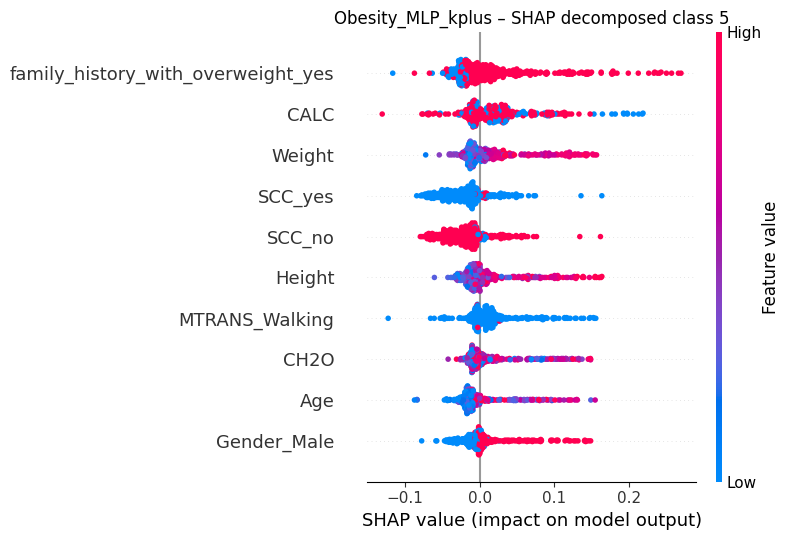 Obesity_MLP_kplus – SHAP decomposed class 5
High
family_history_with_overweight_yes
CALC
Weight
SCC_yes
SCC_no
Height
MTRANS_Walking
CH2O
Age
Gender_Male
Feature value
Low
−0.1 0.0 0.1 0.2
SHAP value (impact on model output)